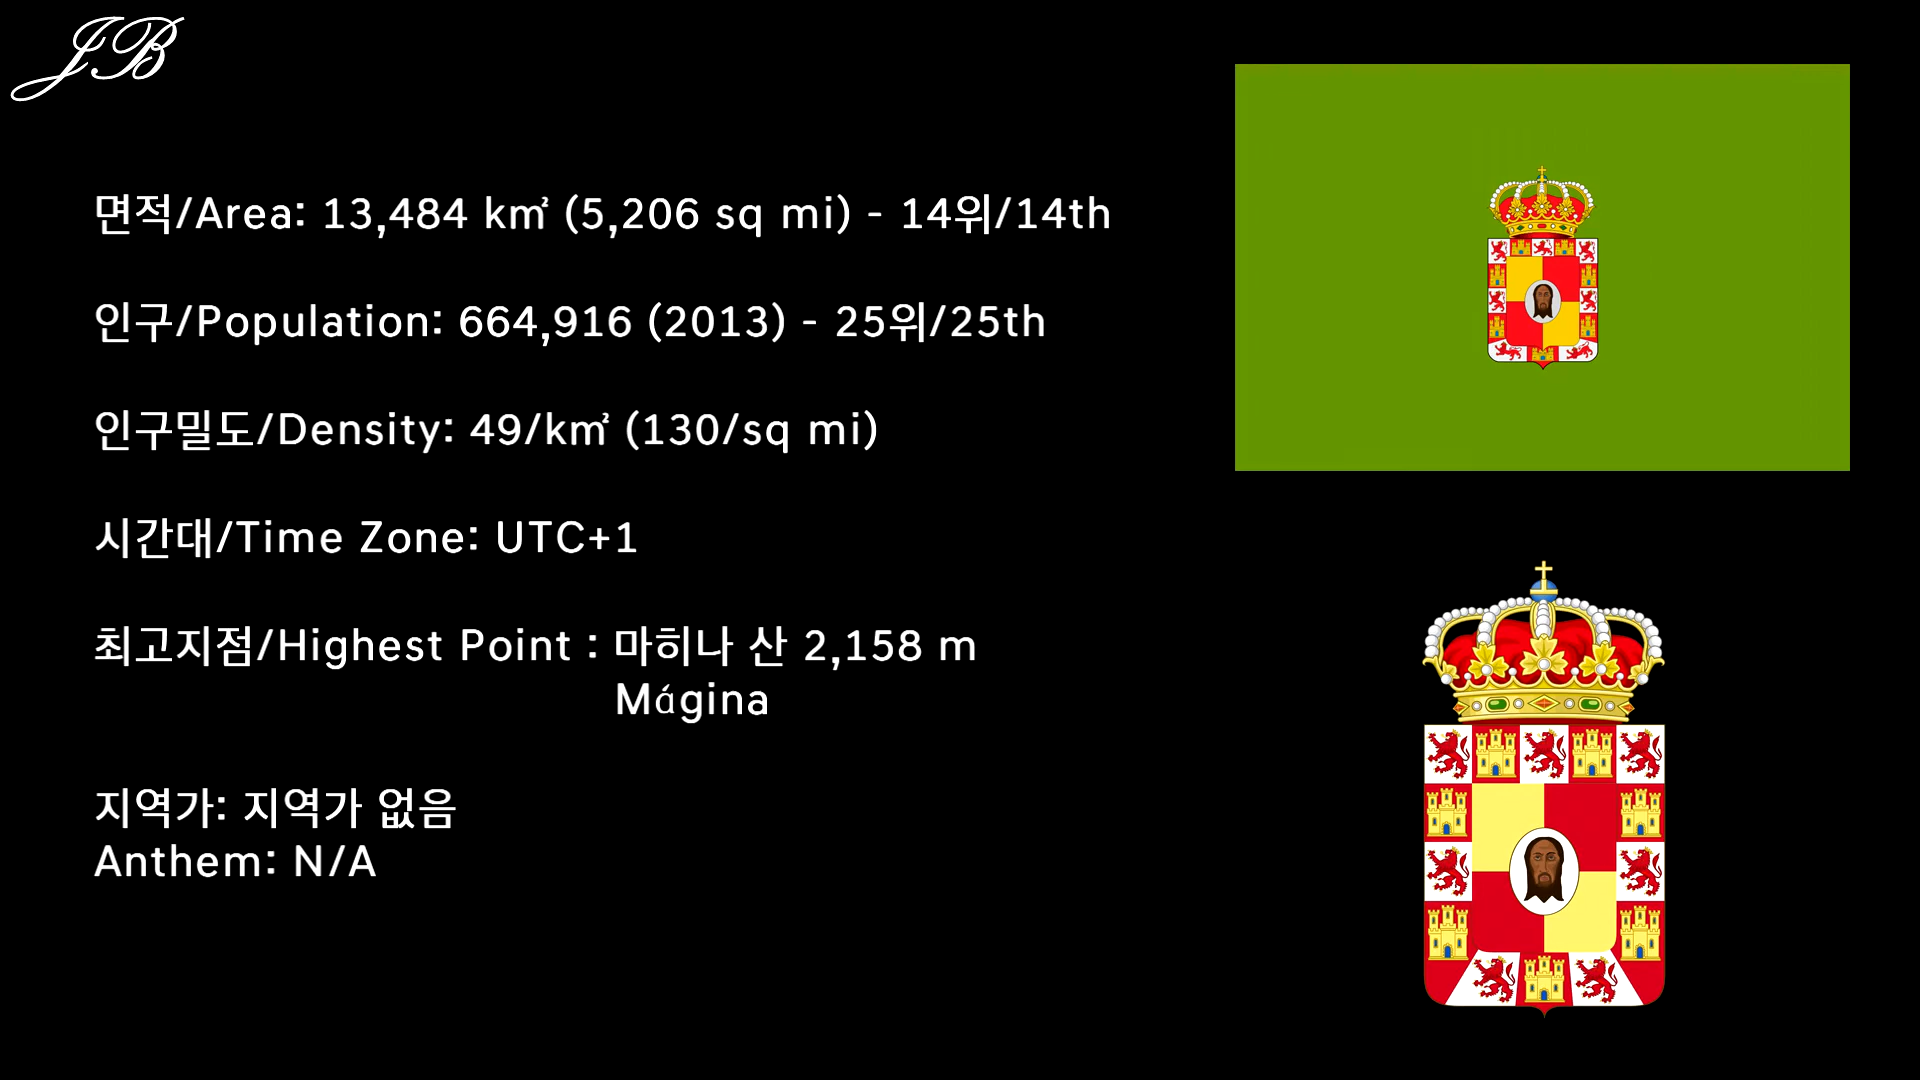 JB
면적/Area: 13,484 ㎢ (5,206 sq mi) - 14위/14th
인구/Population: 664,916 (2013) - 25위/25th
인구밀도/Density: 49/㎢ (130/sq mi)
시간대/Time Zone: UTC+1
최고지점/Highest Point : 마히나 산 2,158 m
Mágina
지역가: 지역가 없음
Anthem: N/A